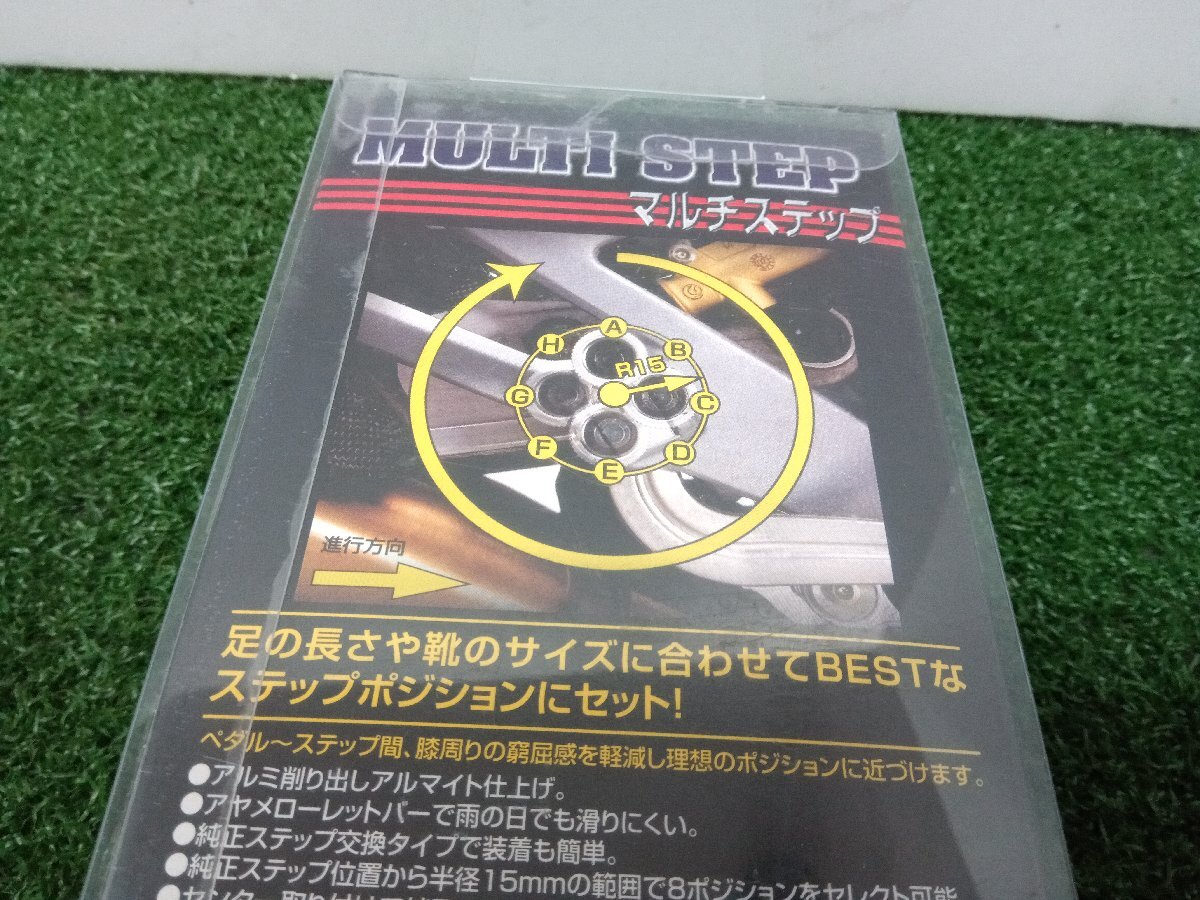 MULTI STEP
マルチステップ
A
H
B
R15
G
C
F
D
E
進行方向
足の長さや靴のサイズに合わせてBESTな
ステップポジションにセット!
ペダル〜ステップ間、膝周りの窮屈感を軽減し理想のポジションに近づけます。
●アルミ削り出しアルマイト仕上げ。
●アヤメローレットバーで雨の日でも滑りにくい。
●純正ステップ交換タイプで装着も簡単。
●純正ステップ位置から半径15mmの範囲で8ポジションをセレクト可能